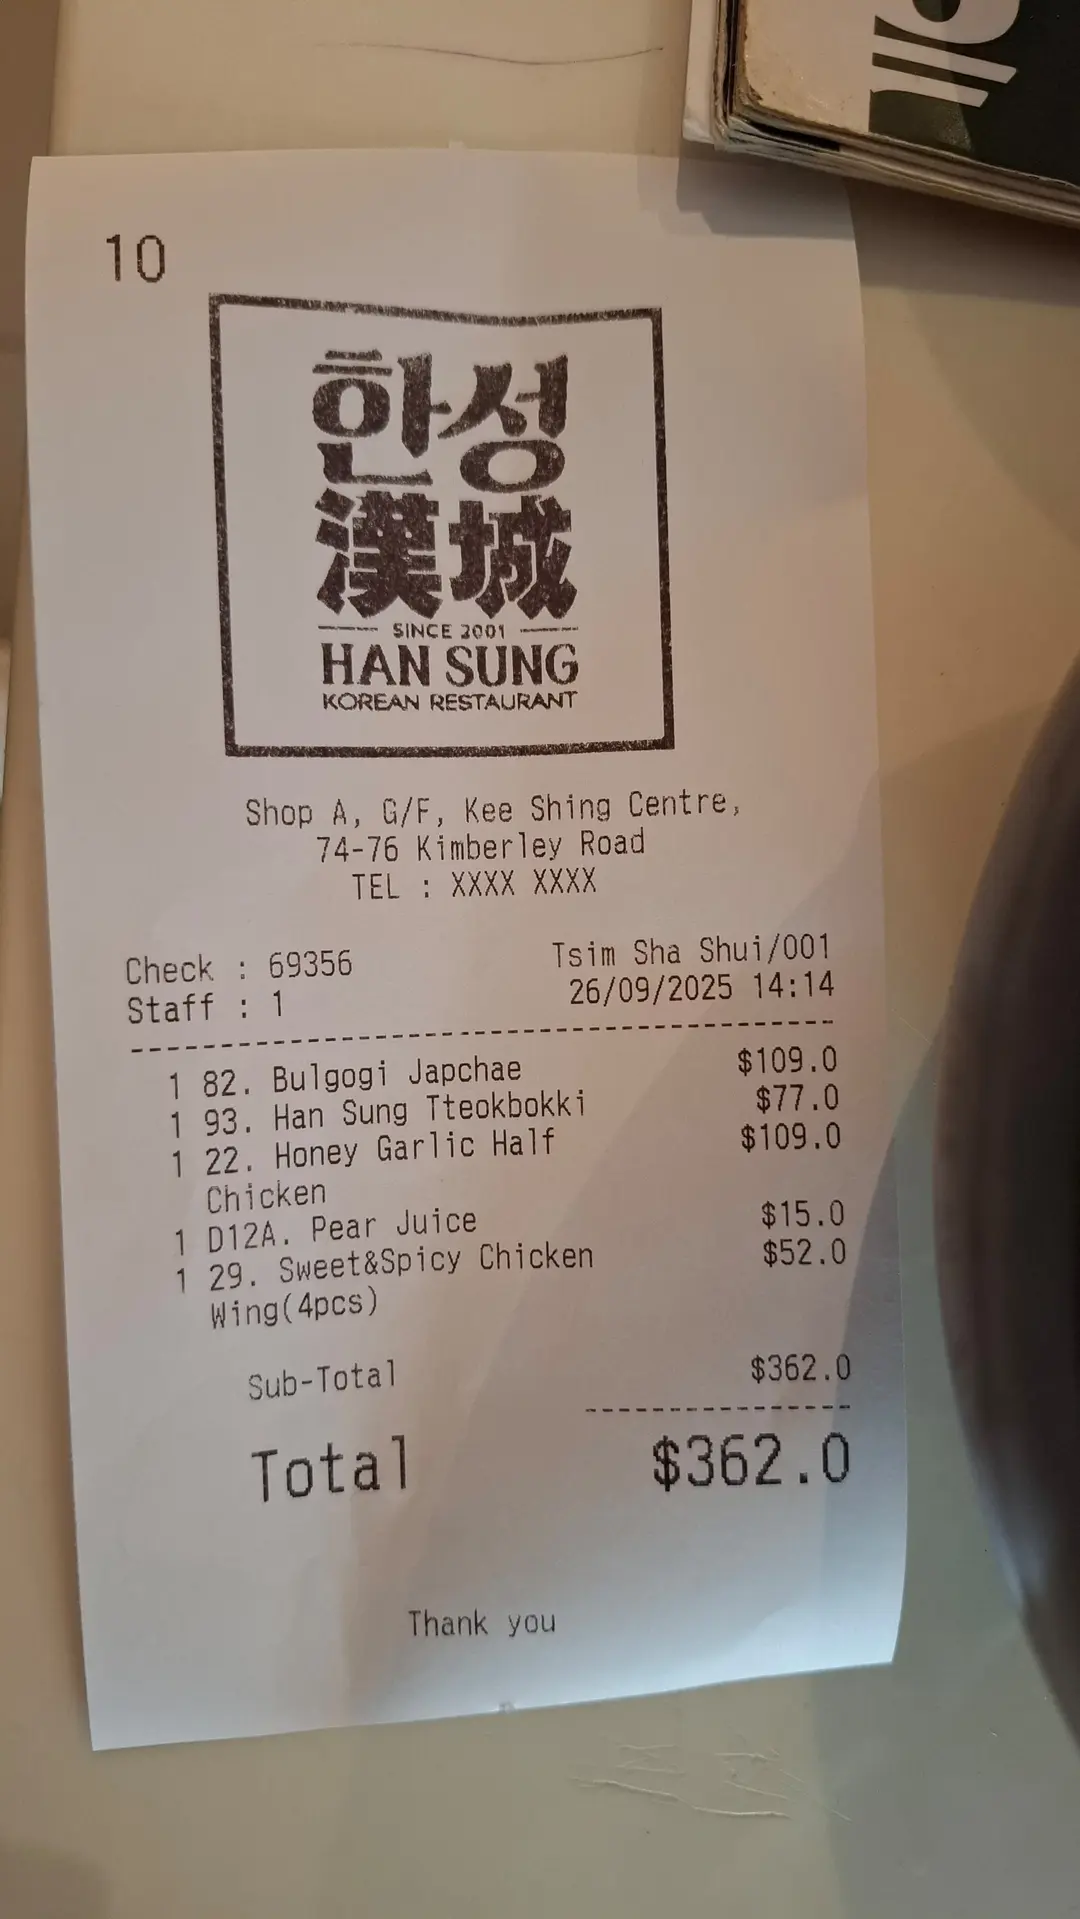 10
한성
漢城
SINCE 2001
HAN SUNG
KOREAN RESTAURANT
Shop A, G/F, Kee Shing Centre,
74-76 Kimberley Road
TEL : XXXX XXXX
Check : 69356 Tsim Sha Shui/001
Staff : 1 26/09/2025 14:14
1 82. Bulgogi Japchae $109.0
1 93. Han Sung Tteokbokki $77.0
1 22. Honey Garlic Half $109.0
Chicken
1 D12A. Pear Juice $15.0
1 29. Sweet&Spicy Chicken $52.0
Wing(4pcs)
Sub-Total $362.0
Total $362.0
Thank you